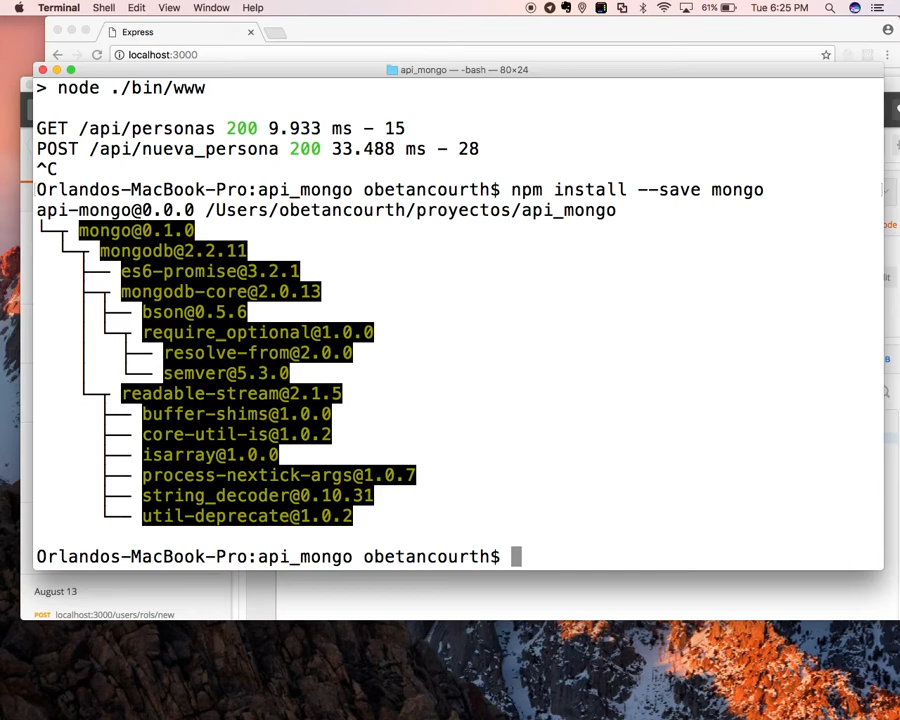 Terminal Shell Edit View Window Help 61% Tue 6:25 PM
Express
localhost:3000
api_mongo — -bash — 80×24
> node ./bin/www
GET /api/personas 200 9.933 ms - 15
POST /api/nueva_persona 200 33.488 ms - 28
^C
Orlandos-MacBook-Pro:api_mongo obetancourth$ npm install --save mongo
api-mongo@0.0.0 /Users/obetancourth/proyectos/api_mongo
└─┬ mongo@0.1.0
  └─┬ mongodb@2.2.11
    ├── es6-promise@3.2.1
    ├─┬ mongodb-core@2.0.13
    │ ├── bson@0.5.6
    │ └─┬ require_optional@1.0.0
    │   ├── resolve-from@2.0.0
    │   └── semver@5.3.0
    └─┬ readable-stream@2.1.5
      ├── buffer-shims@1.0.0
      ├── core-util-is@1.0.2
      ├── isarray@1.0.0
      ├── process-nextick-args@1.0.7
      ├── string_decoder@0.10.31
      └── util-deprecate@1.0.2
Orlandos-MacBook-Pro:api_mongo obetancourth$
August 13
POST localhost:3000/users/rols/new